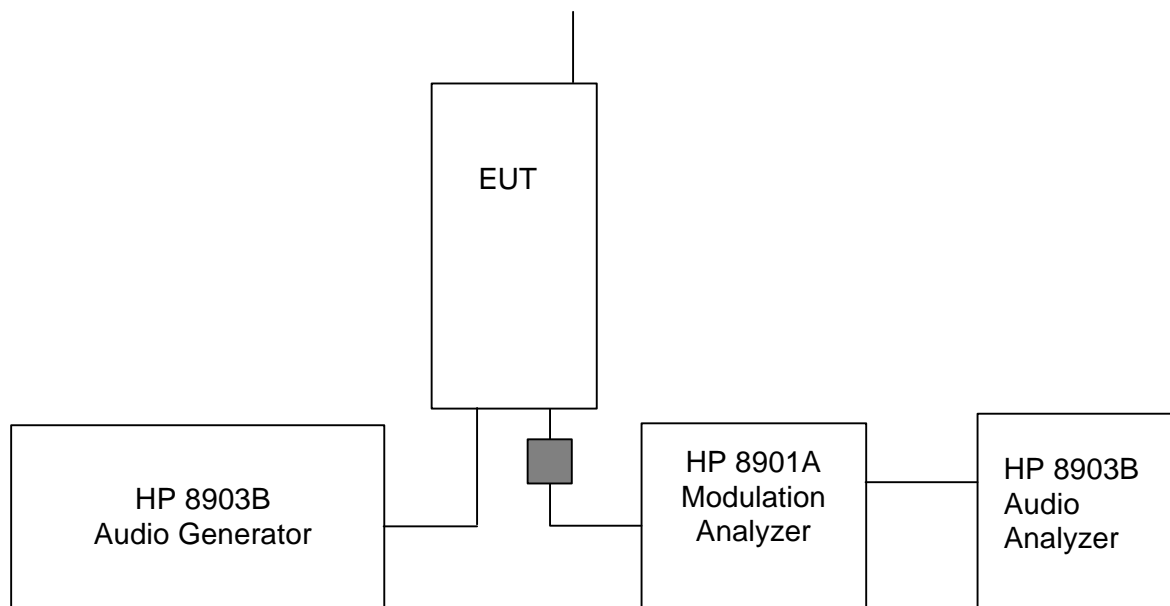 EUT
HP 8903B
Audio Generator
HP 8901A
Modulation
Analyzer
HP 8903B
Audio
Analyzer